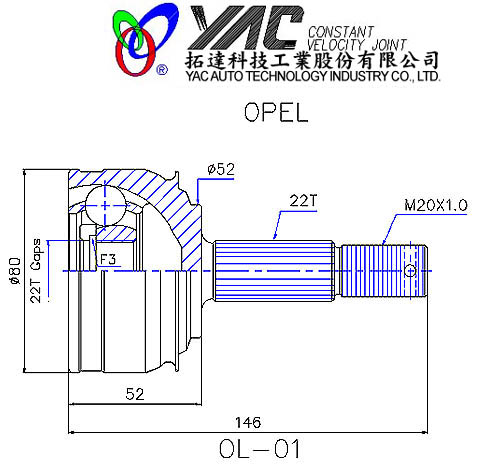 YAC CONSTANT
VELOCITY JOINT
拓達科技工業股份有限公司
® YAC AUTO TECHNOLOGY INDUSTRY CO., LTD.
OPEL
ø52
22T
M20X1.0
F3
ø80
22T Gaps
52
146
OL-01